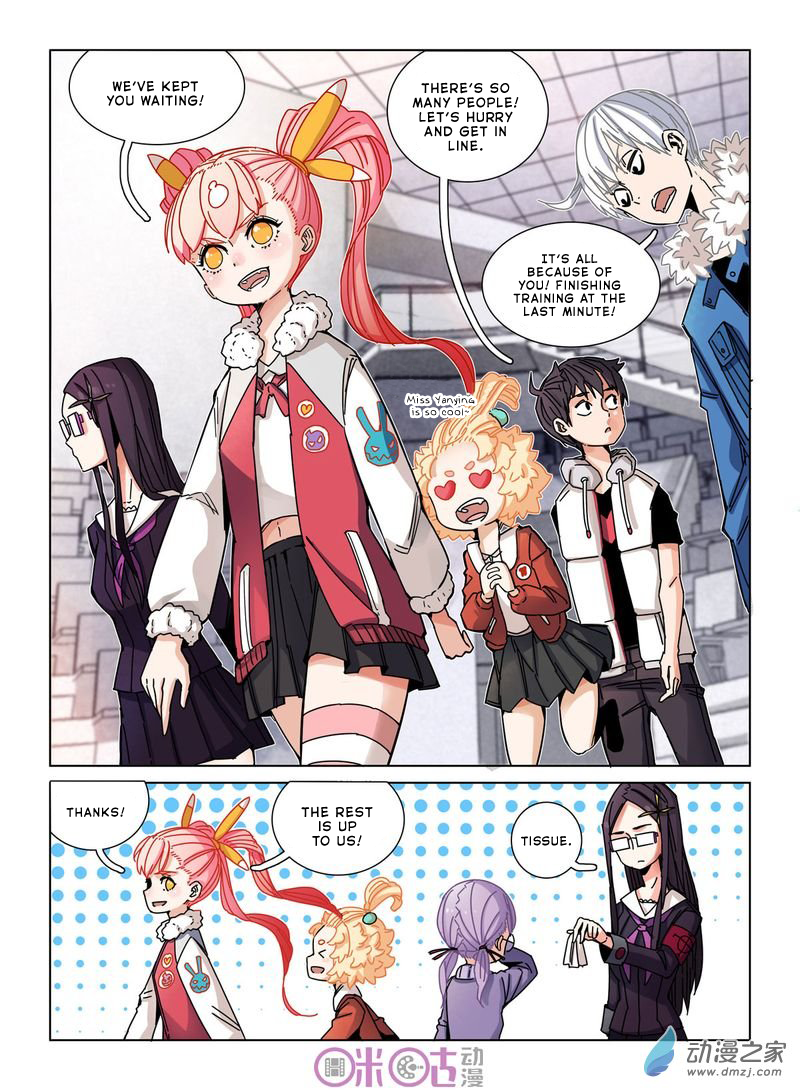 WE'VE KEPT
YOU WAITING!
THERE'S SO
MANY PEOPLE!
LET'S HURRY
AND GET IN
LINE.
IT'S ALL
BECAUSE OF
YOU! FINISHING
TRAINING AT THE
LAST MINUTE!
Miss Yanying
is so cool~
THANKS!
THE REST
IS UP
TO US!
TISSUE.
咪咕动漫
动漫之家
www.dmzj.com